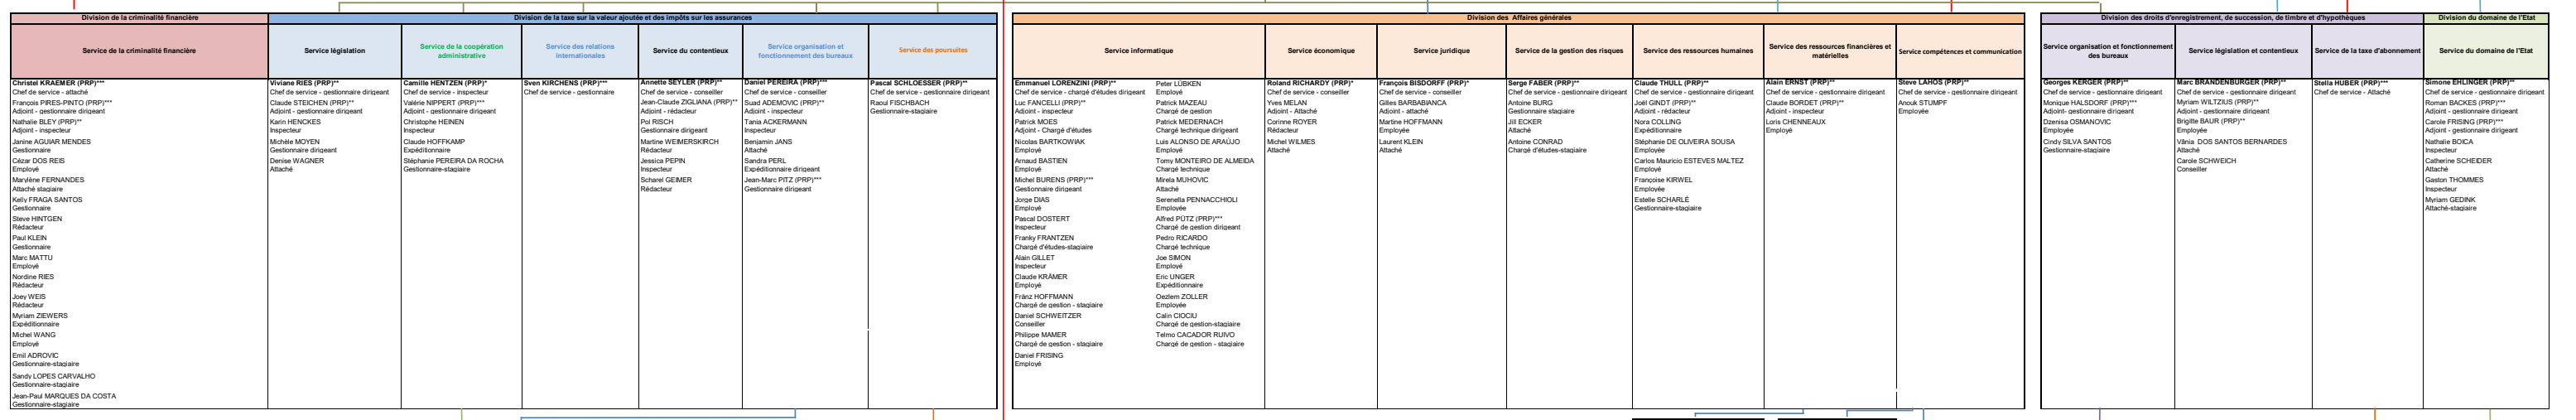 Division de la criminalité financière
Service de la criminalité financière
Christel KRAEMER (PRP)***
Chef de service - attaché
François PIRES-PINTO (PRP)***
Adjoint - gestionnaire dirigeant
Nathalie BLEY (PRP)**
Adjoint - inspecteur
Janine AGUIAR MENDES
Gestionnaire
Cézar DOS REIS
Employé
Marylène FERNANDES
Attaché stagiaire
Kelly FRAGA SANTOS
Gestionnaire
Steve HINTGEN
Rédacteur
Paul KLEIN
Gestionnaire
Marc MATTU
Employé
Nordine RIES
Rédacteur
Joey WEIS
Rédacteur
Myriam ZIEWERS
Expéditionnaire
Michel WANG
Employé
Emil ADROVIC
Gestionnaire-stagiaire
Sandy LOPES CARVALHO
Gestionnaire-stagiaire
Jean-Paul MARQUES DA COSTA
Gestionnaire-stagiaire
Division de la taxe sur la valeur ajoutée et des impôts sur les assurances
Service législation
Viviane RIES (PRP)**
Chef de service - gestionnaire dirigeant
Claude STEICHEN (PRP)**
Adjoint - gestionnaire dirigeant
Karin HENCKES
Inspecteur
Michèle MOYEN
Gestionnaire dirigeant
Denise WAGNER
Attaché
Service de la coopération
administrative
Camille HENTZEN (PRP)*
Chef de service - inspecteur
Valérie NIPPERT (PRP)***
Adjoint - gestionnaire dirigeant
Christophe HEINEN
Inspecteur
Claude HOFFKAMP
Expéditionnaire
Stéphanie PEREIRA DA ROCHA
Gestionnaire-stagiaire
Service des relations
internationales
Sven KIRCHENS (PRP)***
Chef de service - gestionnaire
Service du contentieux
Annette SEYLER (PRP)**
Chef de service - conseiller
Jean-Claude ZIGLIANA (PRP)**
Adjoint - rédacteur
Pol RISCH
Gestionnaire dirigeant
Martine WEIMERSKIRCH
Rédacteur
Jessica PEPIN
Inspecteur
Scharel GEIMER
Rédacteur
Service organisation et
fonctionnement des bureaux
Daniel PEREIRA (PRP)***
Chef de service - conseiller
Suad ADEMOVIC (PRP)**
Adjoint - inspecteur
Tania ACKERMANN
Inspecteur
Benjamin JANS
Attaché
Sandra PERL
Expéditionnaire dirigeant
Jean-Marc PITZ (PRP)***
Gestionnaire dirigeant
Service des poursuites
Pascal SCHLOESSER (PRP)**
Chef de service - gestionnaire dirigeant
Raoul FISCHBACH
Gestionnaire-stagiaire
Division des Affaires générales
Service informatique
Emmanuel LORENZINI (PRP)**
Chef de service - chargé d'études dirigeant
Luc FANCELLI (PRP)**
Adjoint - inspecteur
Patrick MOES
Adjoint - Chargé d'études
Nicolas BARTKOWIAK
Employé
Arnaud BASTIEN
Employé
Michel BURENS (PRP)***
Gestionnaire dirigeant
Jorge DIAS
Employé
Pascal DOSTERT
Inspecteur
Franky FRANTZEN
Chargé d'études-stagiaire
Alain GILLET
Inspecteur
Claude KRÄMER
Employé
Fränz HOFFMANN
Chargé de gestion - stagiaire
Daniel SCHWEITZER
Conseiller
Philippe MAMER
Chargé de gestion - stagiaire
Daniel FRISING
Employé
Peter LÜBKEN
Employé
Patrick MAZEAU
Chargé de gestion
Patrick MEDERNACH
Chargé technique dirigeant
Luis ALONSO DE ARAÚJO
Employé
Tomy MONTEIRO DE ALMEIDA
Chargé technique
Mirela MUHOVIC
Attaché
Serenella PENNACCHIOLI
Employée
Alfred PÜTZ (PRP)***
Chargé de gestion dirigeant
Pedro RICARDO
Chargé technique
Joe SIMON
Employé
Eric UNGER
Expéditionnaire
Oezlem ZOLLER
Employée
Calin CIOCIU
Chargé de gestion-stagiaire
Telmo CACADOR RUIVO
Chargé de gestion - stagiaire
Service économique
Roland RICHARDY (PRP)*
Chef de service - conseiller
Yves MELAN
Adjoint - Attaché
Corinne ROYER
Rédacteur
Michel WILMES
Attaché
Service juridique
François BISDORFF (PRP)*
Chef de service - conseiller
Gilles BARBABIANCA
Adjoint - attaché
Martine HOFFMANN
Employée
Laurent KLEIN
Attaché
Service de la gestion des risques
Serge FABER (PRP)**
Chef de service - gestionnaire dirigeant
Antoine BURG
Gestionnaire stagiaire
Jill ECKER
Attaché
Antoine CONRAD
Chargé d'études-stagiaire
Service des ressources humaines
Claude THULL (PRP)**
Chef de service - gestionnaire dirigeant
Joël GINDT (PRP)**
Adjoint - rédacteur
Nora COLLING
Expéditionnaire
Stéphanie DE OLIVEIRA SOUSA
Employée
Carlos Mauricio ESTEVES MALTEZ
Employé
Françoise KIRWEL
Employée
Estelle SCHARLÉ
Gestionnaire-stagiaire
Service des ressources financières et
matérielles
Alain ERNST (PRP)**
Chef de service - gestionnaire dirigeant
Claude BORDET (PRP)**
Adjoint - inspecteur
Loris CHENNEAUX
Employé
Service compétences et communication
Steve LAHOS (PRP)**
Chef de service - gestionnaire dirigeant
Anouk STUMPF
Employée
Division des droits d'enregistrement, de succession, de timbre et d'hypothèques
Service organisation et fonctionnement
des bureaux
Georges KERGER (PRP)**
Chef de service - gestionnaire dirigeant
Monique HALSDORF (PRP)***
Adjoint - gestionnaire dirigeant
Dzenisa OSMANOVIC
Employée
Cindy SILVA SANTOS
Gestionnaire-stagiaire
Service législation et contentieux
Marc BRANDENBURGER (PRP)**
Chef de service - gestionnaire dirigeant
Myriam WILTZIUS (PRP)**
Adjoint - gestionnaire dirigeant
Brigitte BAUR (PRP)**
Employée
Vânia DOS SANTOS BERNARDES
Attaché
Carole SCHWEICH
Conseiller
Service de la taxe d'abonnement
Stella HUBER (PRP)***
Chef de service - Attaché
Division du domaine de l'Etat
Service du domaine de l'Etat
Simone EHLINGER (PRP)**
Chef de service - gestionnaire dirigeant
Roman BACKES (PRP)***
Adjoint - gestionnaire dirigeant
Carole FRISING (PRP)***
Adjoint - gestionnaire dirigeant
Nathalie BOICA
Inspecteur
Catherine SCHEIDER
Attaché
Gaston THOMMES
Inspecteur
Myriam GEDINK
Attaché-stagiaire